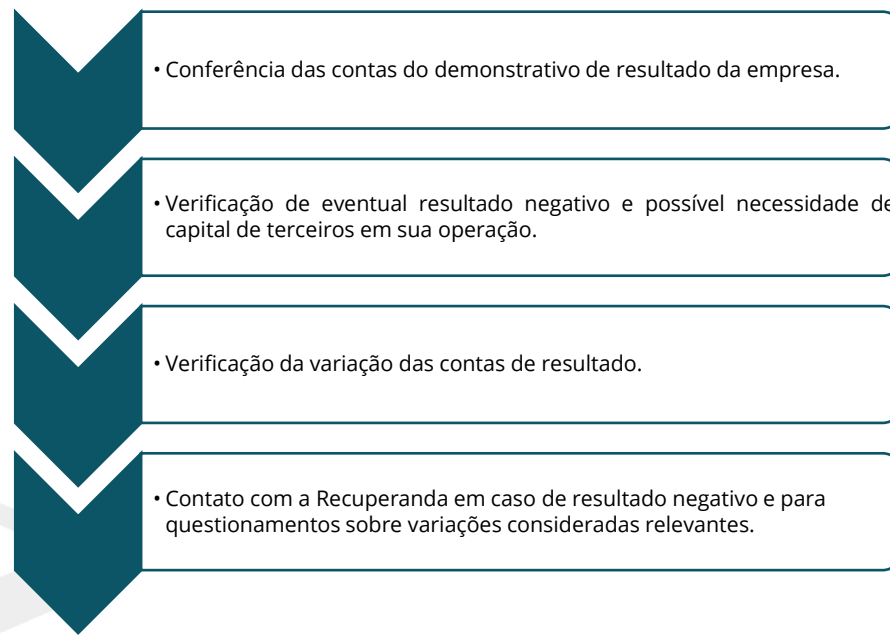 • Conferência das contas do demonstrativo de resultado da empresa.
• Verificação de eventual resultado negativo e possível necessidade de
capital de terceiros em sua operação.
• Verificação da variação das contas de resultado.
• Contato com a Recuperanda em caso de resultado negativo e para
questionamentos sobre variações consideradas relevantes.